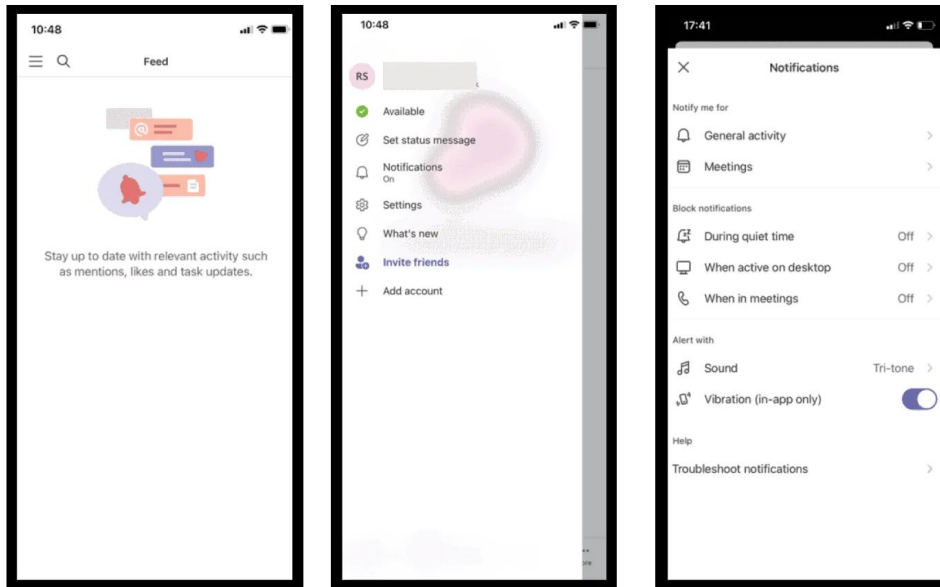 10:48
Feed
Stay up to date with relevant activity such
as mentions, likes and task updates.
10:48
RS
Available
Set status message
Notifications
On
Settings
What's new
Invite friends
Add account
17:41
Notifications
Notify me for
General activity
Meetings
Block notifications
During quiet time Off
When active on desktop Off
When in meetings Off
Alert with
Sound Tri-tone
Vibration (in-app only)
Help
Troubleshoot notifications